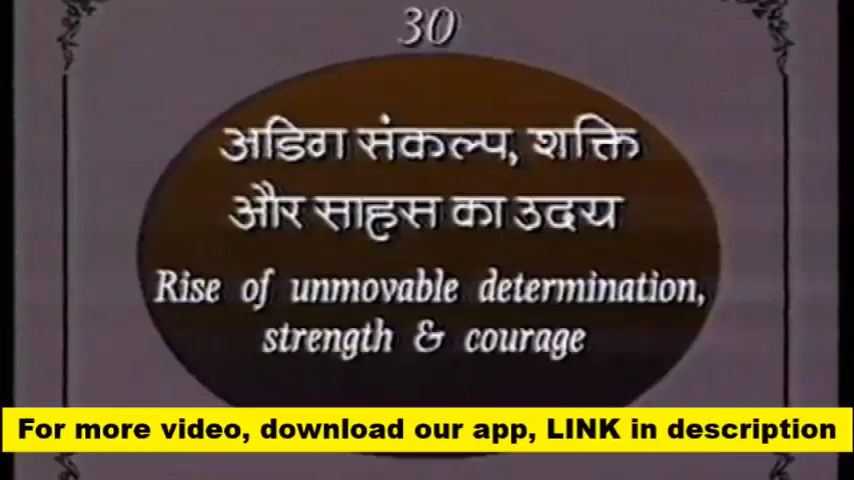 30
अडिग संकल्प, शक्ति
और साहस का उदय
Rise of unmovable determination,
strength & courage
For more video, download our app, LINK in description